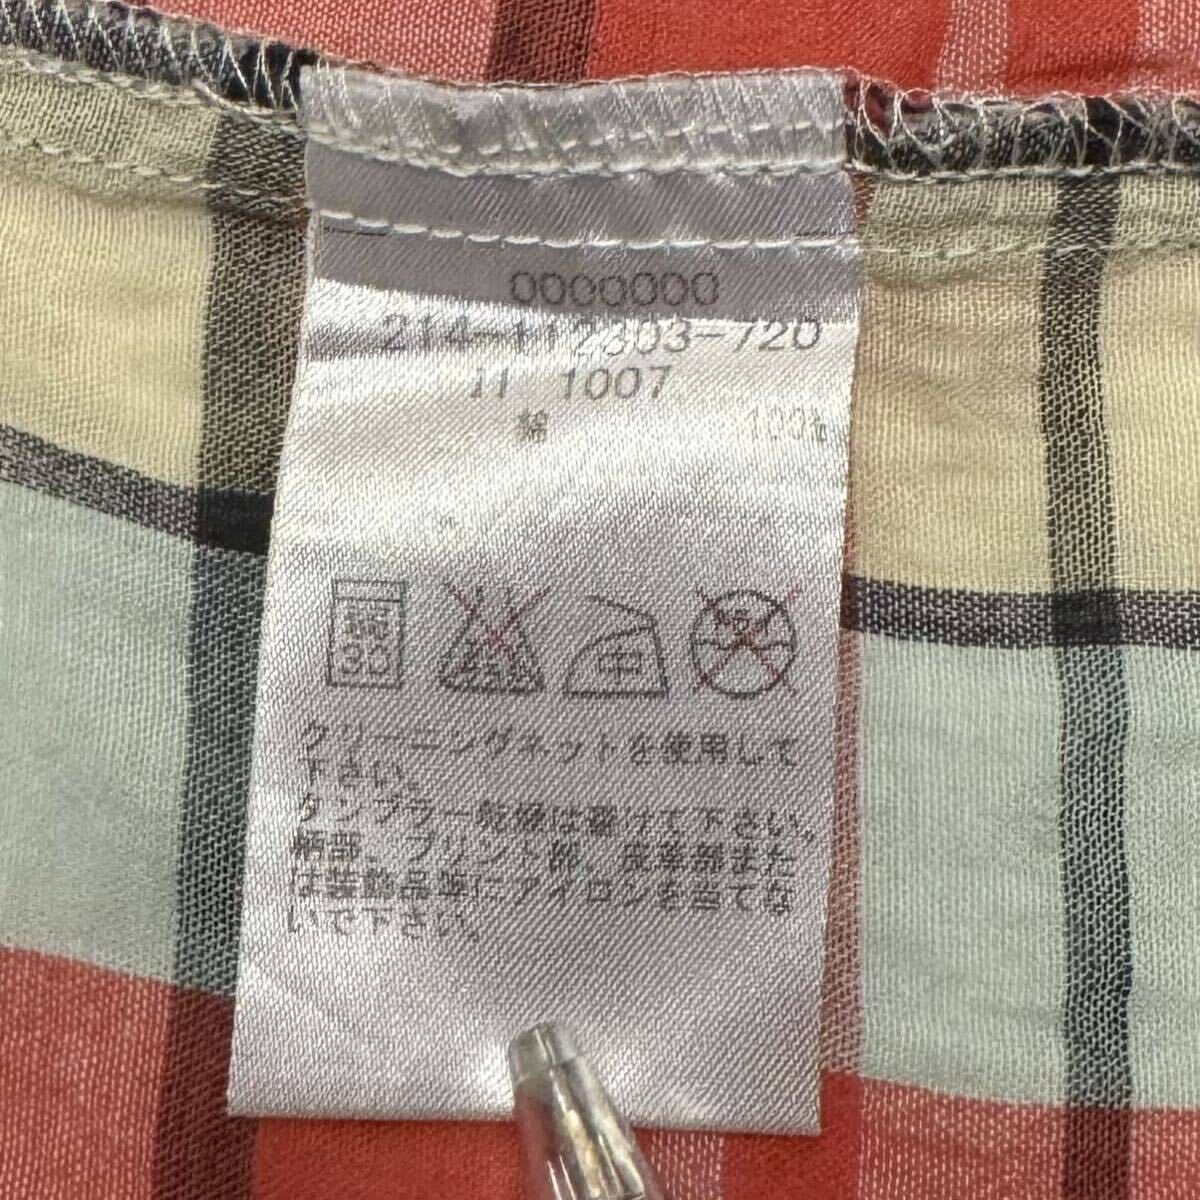 0000000
214-112303-720
II 1007
綿 100%
30 中
クリーニングネットを使用して
下さい。
タンブラー乾燥は避けて下さい。
柄部、プリント部、皮革部また
は装飾品等にアイロンを当てな
いで下さい。